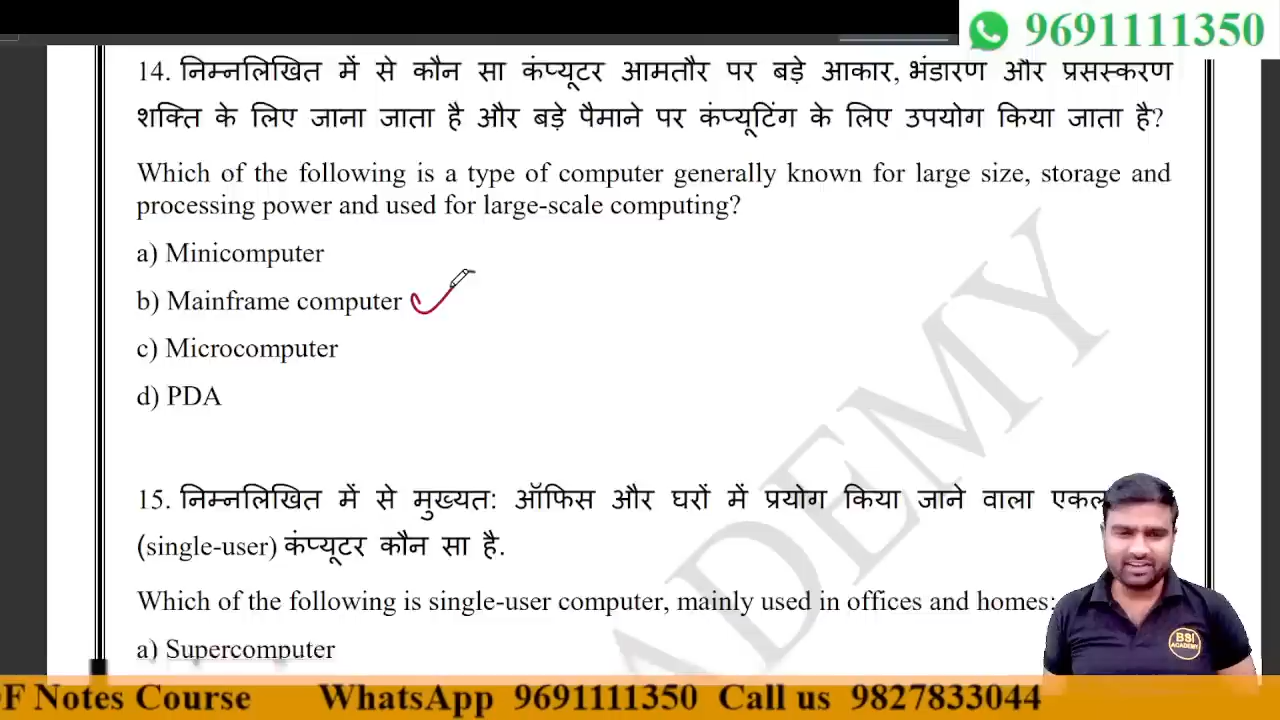 9691111350
14. निम्नलिखित में से कौन सा कंप्यूटर आमतौर पर बड़े आकार, भंडारण और प्रसस्करण
शक्ति के लिए जाना जाता है और बड़े पैमाने पर कंप्यूटिंग के लिए उपयोग किया जाता है?
Which of the following is a type of computer generally known for large size, storage and
processing power and used for large-scale computing?
a) Minicomputer
b) Mainframe computer
c) Microcomputer
d) PDA
15. निम्नलिखित में से मुख्यत: ऑफिस और घरों में प्रयोग किया जाने वाला
(single-user) कंप्यूटर कौन सा है.
Which of the following is single-user computer, mainly used in offices and homes:
a) Supercomputer
ADEMY
BSI
ACADEMY
F Notes Course WhatsApp 9691111350 Call us 9827833044